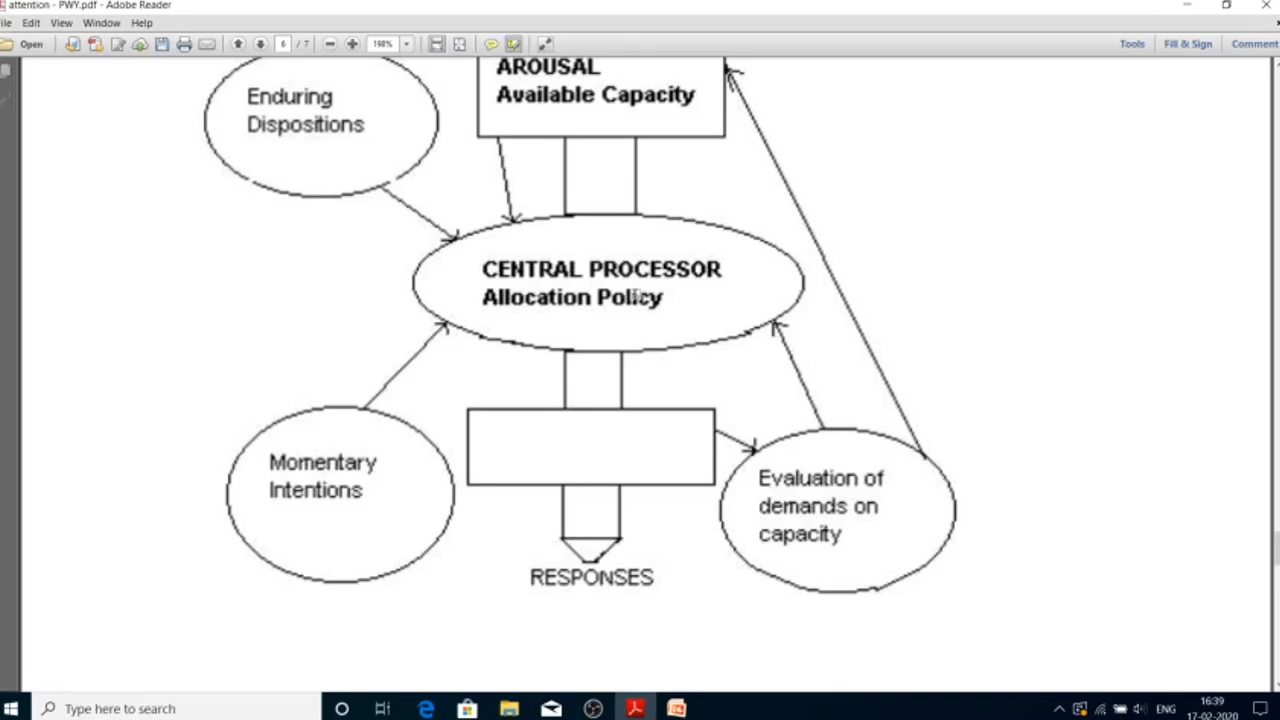 attention - PWY.pdf - Adobe Reader
File Edit View Window Help
Open
6 / 7
198%
Tools Fill & Sign Comment
AROUSAL
Available Capacity
Enduring
Dispositions
CENTRAL PROCESSOR
Allocation Policy
Momentary
Intentions
Evaluation of
demands on
capacity
RESPONSES
Type here to search
ENG
16:39
17-02-2020